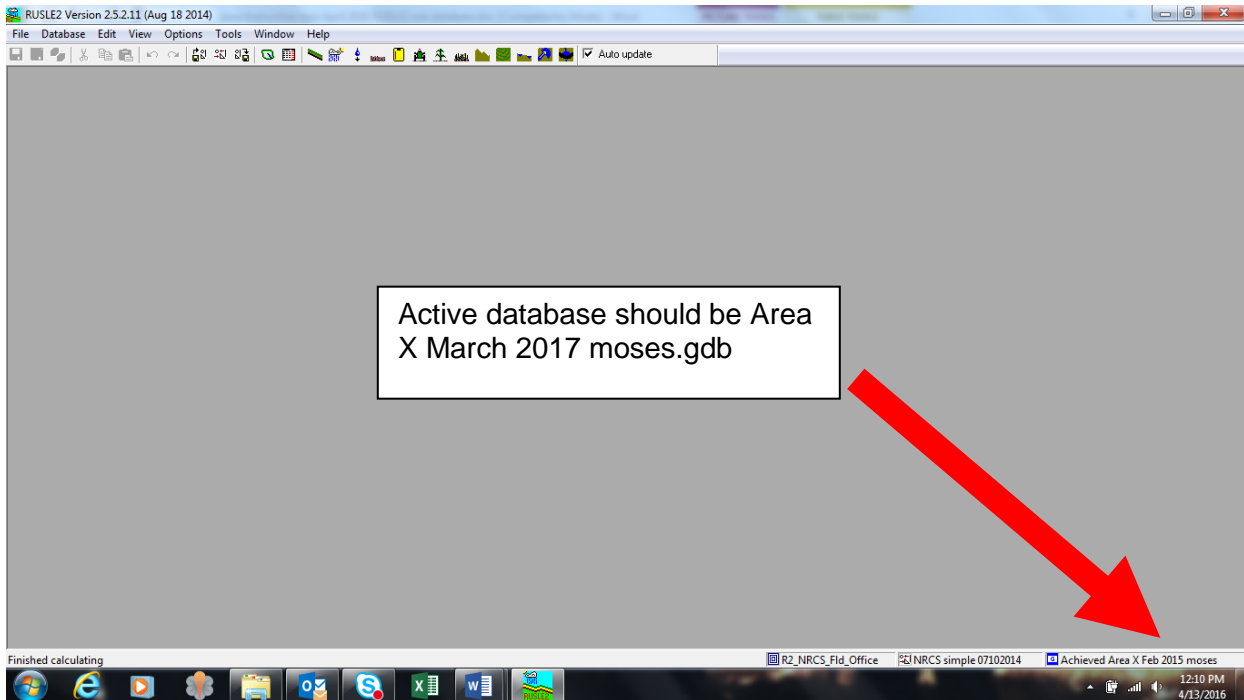 RUSLE2 Version 2.5.2.11 (Aug 18 2014)
File Database Edit View Options Tools Window Help
Auto update
Active database should be Area
X March 2017 moses.gdb
Finished calculating
R2_NRCS_Fld_Office
NRCS simple 07102014
Achieved Area X Feb 2015 moses
RUSLE2
12:10 PM
4/13/2016